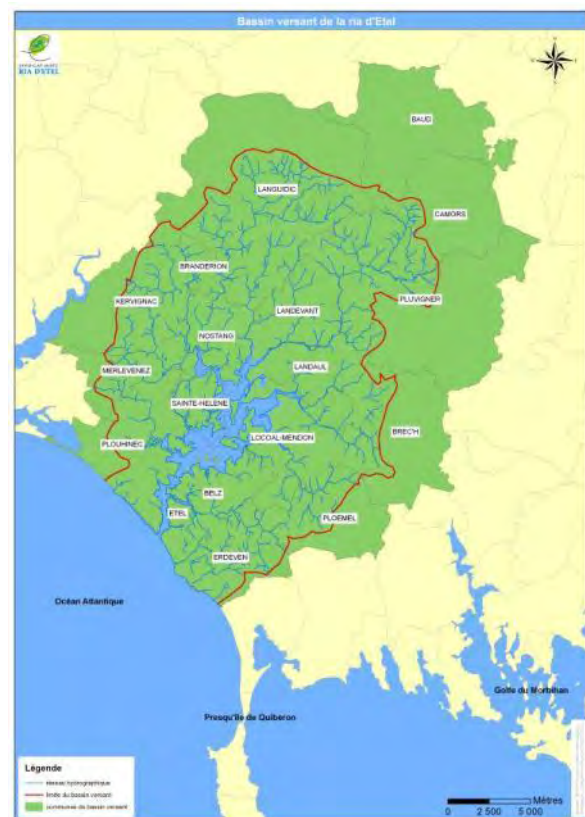 Bassin versant de la ria d'Etel
RIA D'ETEL
BAUD
LANGUIDIC
CAMORS
BRANDERION
KERVIGNAC
PLUVIGNER
LANDEVANT
NOSTANG
MERLEVENEZ
LANDAUL
SAINTE-HELENE
BREC'H
PLOUHINEC
LOCOAL-MENDON
BELZ
ETEL
PLOEMEL
ERDEVEN
Océan Atlantique
Golfe du Morbihan
Presqu'île de Quiberon
Légende
réseau hydrographique
limite du bassin versant
communes du bassin versant
Mètres
0 2 500 5 000